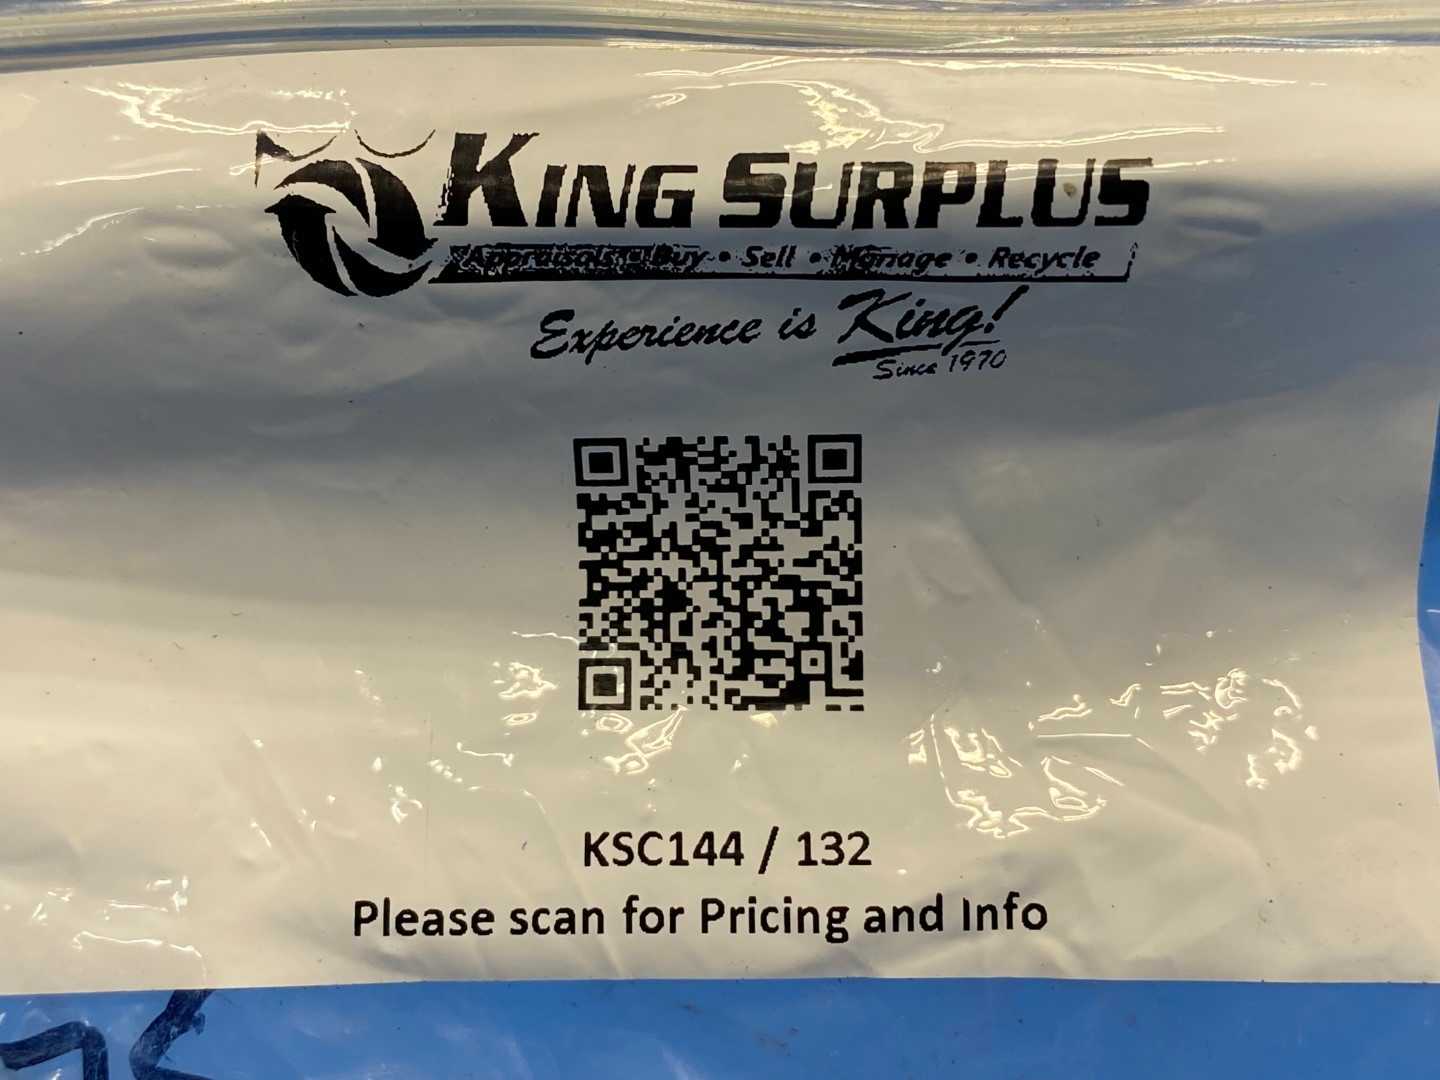 KING SURPLUS
Appraisals • Buy • Sell • Manage • Recycle
Experience is King!
Since 1970
KSC144 / 132
Please scan for Pricing and Info